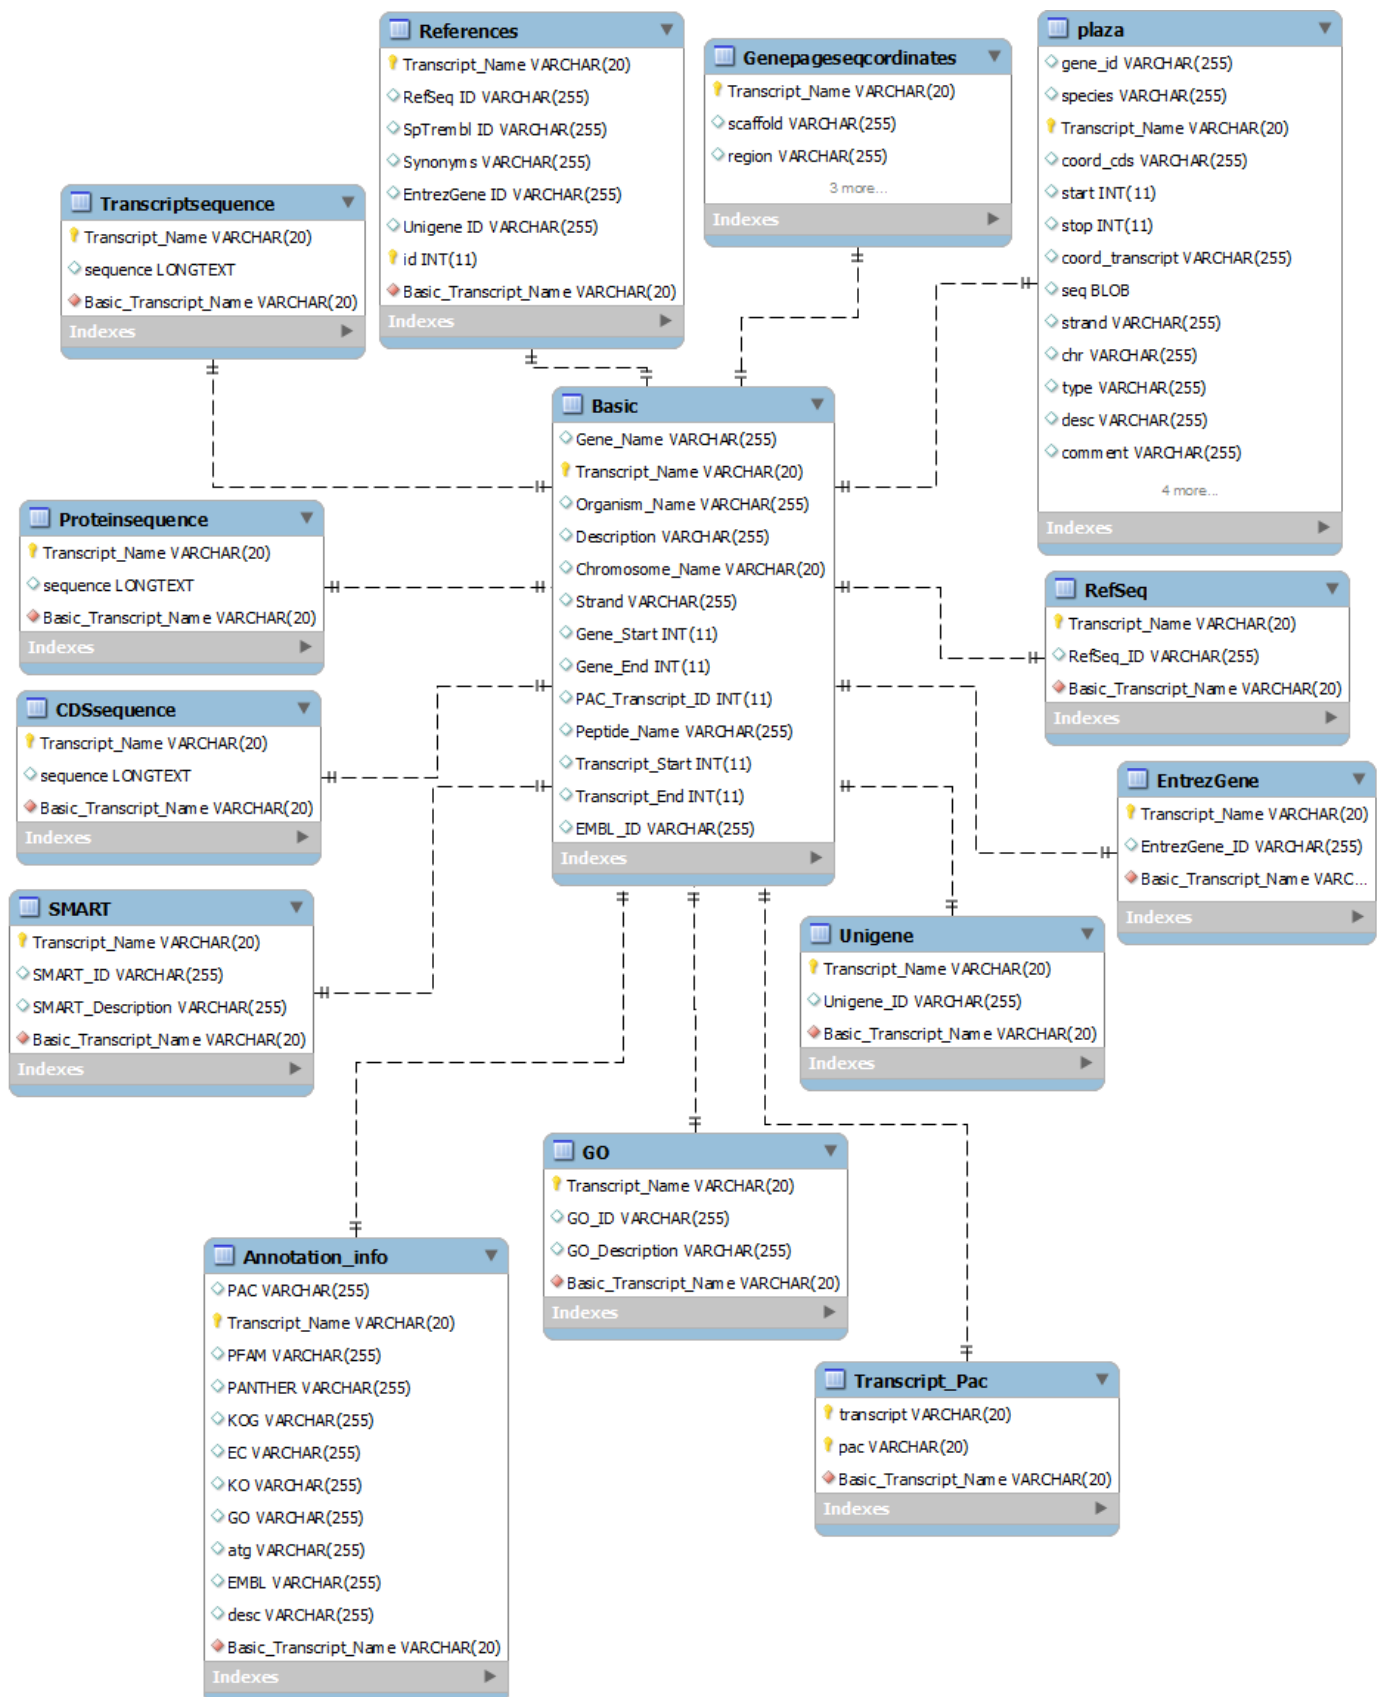 References
Transcript_Name VARCHAR(20)
RefSeq ID VARCHAR(255)
SpTrembl ID VARCHAR(255)
Synonyms VARCHAR(255)
EntrezGene ID VARCHAR(255)
Unigene ID VARCHAR(255)
id INT(11)
Basic_Transcript_Name VARCHAR(20)
Indexes
Genepageseqcordinates
Transcript_Name VARCHAR(20)
scaffold VARCHAR(255)
region VARCHAR(255)
3 more...
Indexes
plaza
gene_id VARCHAR(255)
species VARCHAR(255)
Transcript_Name VARCHAR(20)
coord_cds VARCHAR(255)
start INT(11)
stop INT(11)
coord_transcript VARCHAR(255)
seq BLOB
strand VARCHAR(255)
chr VARCHAR(255)
type VARCHAR(255)
desc VARCHAR(255)
comment VARCHAR(255)
4 more...
Indexes
Transcriptsequence
Transcript_Name VARCHAR(20)
sequence LONGTEXT
Basic_Transcript_Name VARCHAR(20)
Indexes
Basic
Gene_Name VARCHAR(255)
Transcript_Name VARCHAR(20)
Organism_Name VARCHAR(255)
Description VARCHAR(255)
Chromosome_Name VARCHAR(20)
Strand VARCHAR(255)
Gene_Start INT(11)
Gene_End INT(11)
PAC_Transcript_ID INT(11)
Peptide_Name VARCHAR(255)
Transcript_Start INT(11)
Transcript_End INT(11)
EMBL_ID VARCHAR(255)
Indexes
Proteinsequence
Transcript_Name VARCHAR(20)
sequence LONGTEXT
Basic_Transcript_Name VARCHAR(20)
Indexes
RefSeq
Transcript_Name VARCHAR(20)
RefSeq_ID VARCHAR(255)
Basic_Transcript_Name VARCHAR(20)
Indexes
CDSsequence
Transcript_Name VARCHAR(20)
sequence LONGTEXT
Basic_Transcript_Name VARCHAR(20)
Indexes
EntrezGene
Transcript_Name VARCHAR(20)
EntrezGene_ID VARCHAR(255)
Basic_Transcript_Name VARC...
Indexes
SMART
Transcript_Name VARCHAR(20)
SMART_ID VARCHAR(255)
SMART_Description VARCHAR(255)
Basic_Transcript_Name VARCHAR(20)
Indexes
Unigene
Transcript_Name VARCHAR(20)
Unigene_ID VARCHAR(255)
Basic_Transcript_Name VARCHAR(20)
Indexes
GO
Transcript_Name VARCHAR(20)
GO_ID VARCHAR(255)
GO_Description VARCHAR(255)
Basic_Transcript_Name VARCHAR(20)
Indexes
Annotation_info
PAC VARCHAR(255)
Transcript_Name VARCHAR(20)
PFAM VARCHAR(255)
PANTHER VARCHAR(255)
KOG VARCHAR(255)
EC VARCHAR(255)
KO VARCHAR(255)
GO VARCHAR(255)
atg VARCHAR(255)
EMBL VARCHAR(255)
desc VARCHAR(255)
Basic_Transcript_Name VARCHAR(20)
Indexes
Transcript_Pac
transcript VARCHAR(20)
pac VARCHAR(20)
Basic_Transcript_Name VARCHAR(20)
Indexes